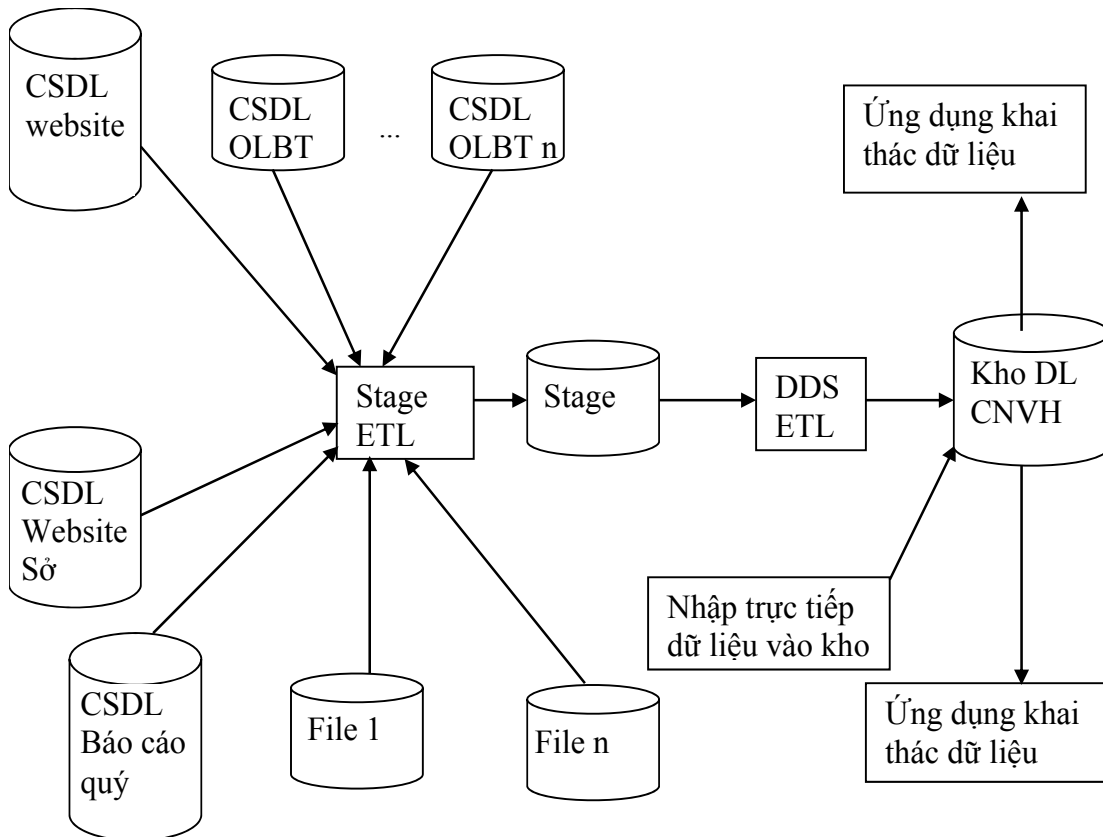 CSDL
website
CSDL
OLBT
...
CSDL
OLBT n
Ứng dụng khai
thác dữ liệu
Stage
ETL
Stage
DDS
ETL
Kho DL
CNVH
CSDL
Website
Sở
Nhập trực tiếp
dữ liệu vào kho
CSDL
Báo cáo
quý
File 1
File n
Ứng dụng khai
thác dữ liệu